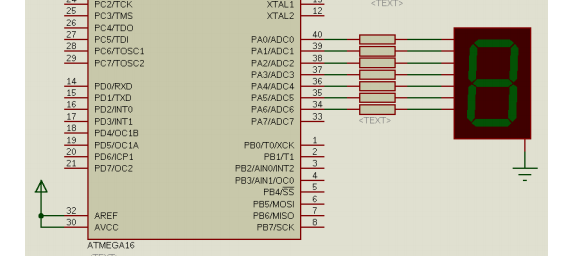 24 PC2/TCK XTAL1 13 <TEXT>
25 PC3/TMS XTAL2 12
26 PC4/TDO
27 PC5/TDI PA0/ADC0 40
28 PC6/TOSC1 PA1/ADC1 39
29 PC7/TOSC2 PA2/ADC2 38
PA3/ADC3 37
14 PD0/RXD PA4/ADC4 36
15 PD1/TXD PA5/ADC5 35
16 PD2/INT0 PA6/ADC6 34
17 PD3/INT1 PA7/ADC7 33 <TEXT>
18 PD4/OC1B
19 PD5/OC1A PB0/T0/XCK 1
20 PD6/ICP1 PB1/T1 2
21 PD7/OC2 PB2/AIN0/INT2 3
PB3/AIN1/OC0 4
PB4/SS 5
PB5/MOSI 6
32 AREF PB6/MISO 7
30 AVCC PB7/SCK 8
ATMEGA16
<TEXT>